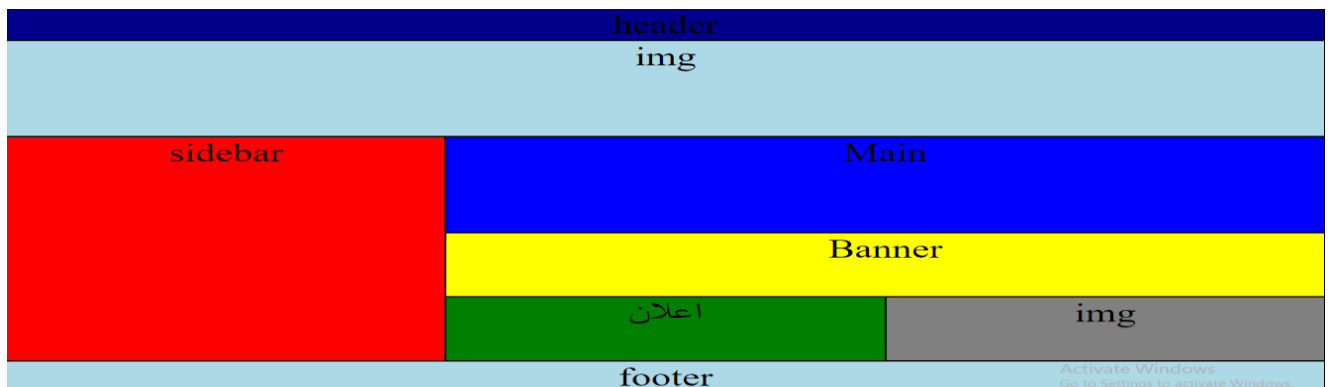 header
img
sidebar
Main
Banner
اعلان
img
footer
Activate Windows
Go to Settings to activate Windows.